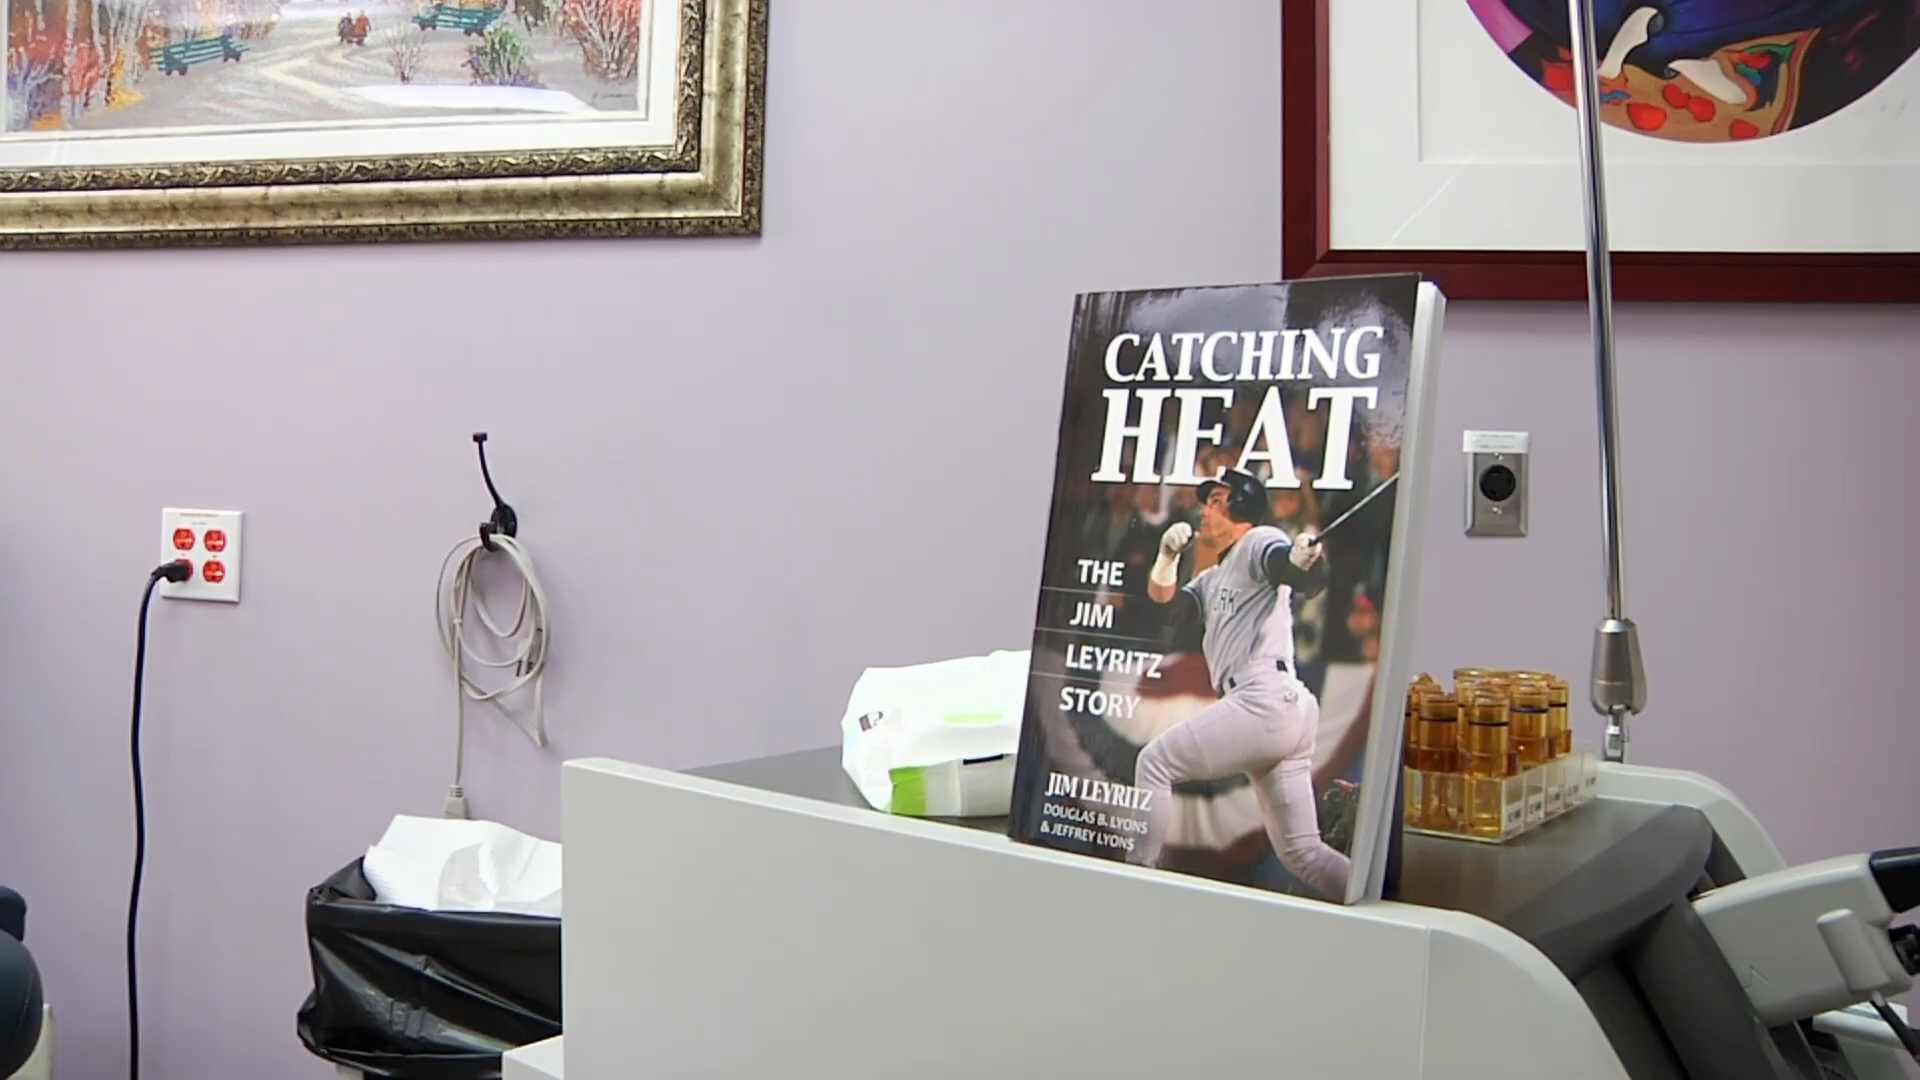 CATCHING
HEAT
THE
JIM
LEYRITZ
STORY
JIM LEYRITZ
DOUGLAS B. LYONS
& JEFFREY LYONS